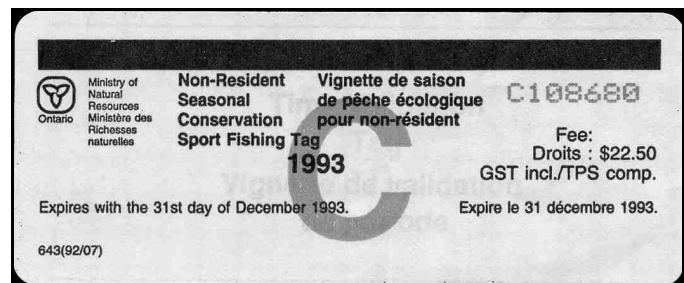 Ministry of
Natural
Resources
Ministère des
Richesses
naturelles
Ontario
Non-Resident
Seasonal
Conservation
Sport Fishing Tag
Vignette de saison
de pêche écologique
pour non-résident
1993
C108680
Fee:
Droits : $22.50
GST incl./TPS comp.
C
Expires with the 31st day of December 1993.
Expire le 31 décembre 1993.
643(92/07)